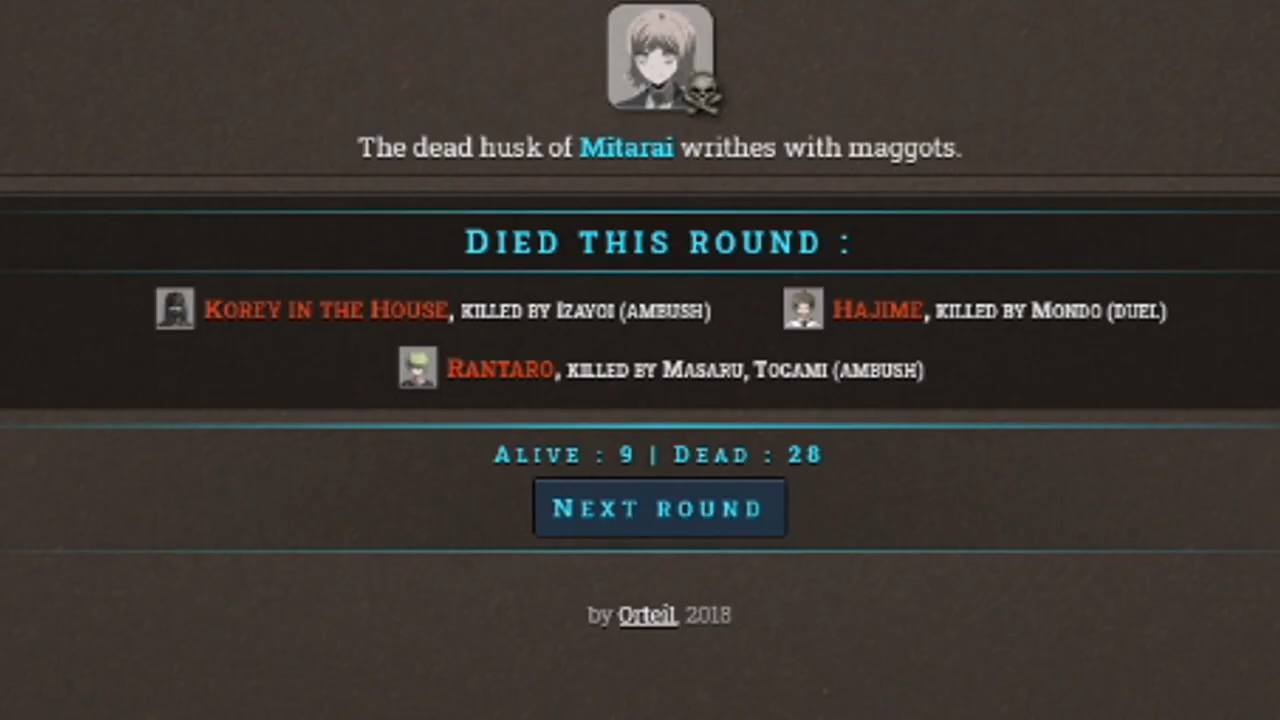 The dead husk of Mitarai writhes with maggots.
DIED THIS ROUND :
KOREY IN THE HOUSE, KILLED BY IZAYOI (AMBUSH)
HAJIME, KILLED BY MONDO (DUEL)
RANTARO, KILLED BY MASARU, TOGAMI (AMBUSH)
ALIVE : 9 | DEAD : 28
NEXT ROUND
by Orteil, 2018